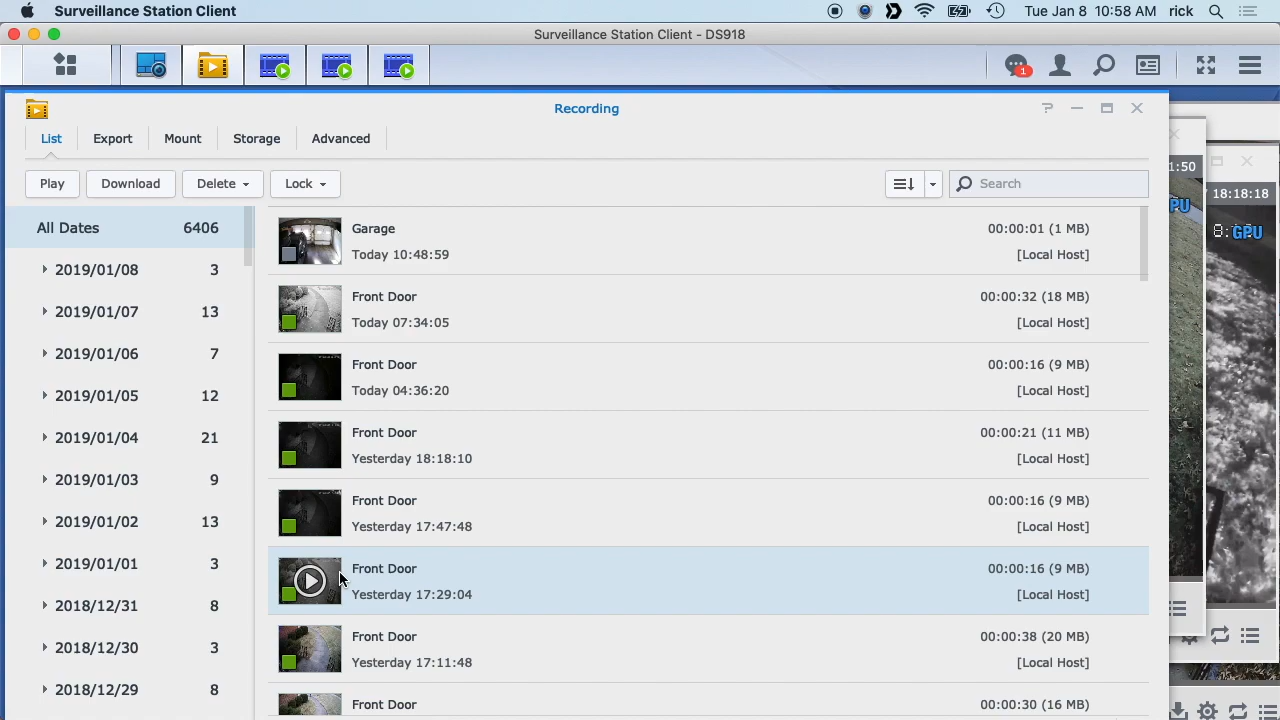 Surveillance Station Client
Tue Jan 8 10:58 AM rick
Surveillance Station Client - DS918
1
Recording
List Export Mount Storage Advanced
Play Download Delete Lock Search
All Dates 6406
2019/01/08 3
2019/01/07 13
2019/01/06 7
2019/01/05 12
2019/01/04 21
2019/01/03 9
2019/01/02 13
2019/01/01 3
2018/12/31 8
2018/12/30 3
2018/12/29 8
Garage 00:00:01 (1 MB)
Today 10:48:59 [Local Host]
Front Door 00:00:32 (18 MB)
Today 07:34:05 [Local Host]
Front Door 00:00:16 (9 MB)
Today 04:36:20 [Local Host]
Front Door 00:00:21 (11 MB)
Yesterday 18:18:10 [Local Host]
Front Door 00:00:16 (9 MB)
Yesterday 17:47:48 [Local Host]
Front Door 00:00:16 (9 MB)
Yesterday 17:29:04 [Local Host]
Front Door 00:00:38 (20 MB)
Yesterday 17:11:48 [Local Host]
Front Door 00:00:30 (16 MB)
1:50
PU
18:18:18
8: GPU